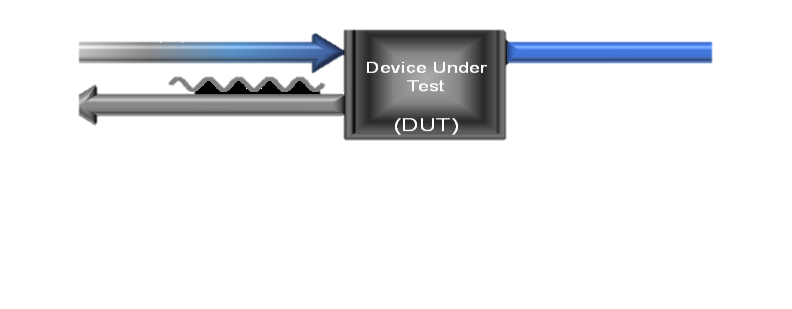 Device Under
Test
(DUT)